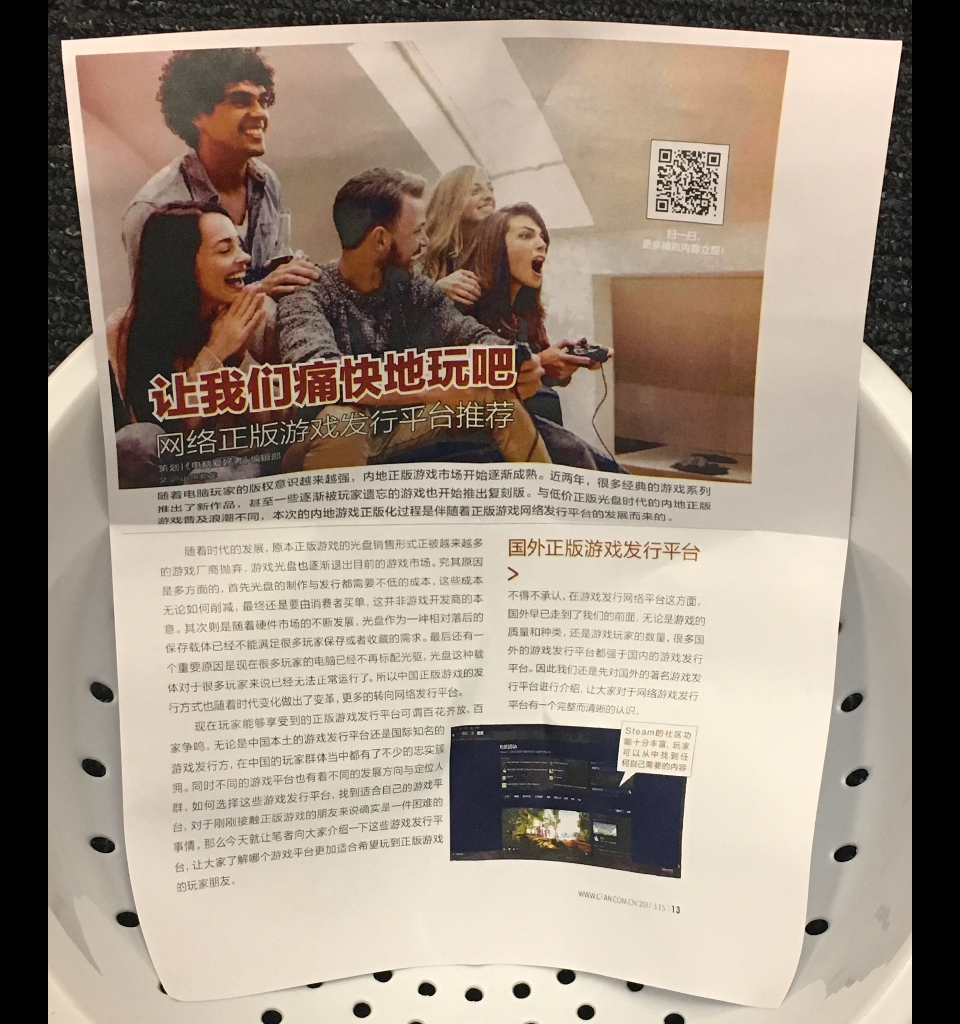 扫一扫，
更多精彩内容立现！
让我们痛快地玩吧
网络正版游戏发行平台推荐
策划|《电脑爱好者》编辑部
随着电脑玩家的版权意识越来越强，内地正版游戏市场开始逐渐成熟。近两年，很多经典的游戏系列
推出了新作品，甚至一些逐渐被玩家遗忘的游戏也开始推出复刻版。与低价正版光盘时代的内地正版
游戏普及浪潮不同，本次的内地游戏正版化过程是伴随着正版游戏网络发行平台的发展而来的。
随着时代的发展，原本正版游戏的光盘销售形式正被越来越多
的游戏厂商抛弃，游戏光盘也逐渐退出目前的游戏市场。究其原因
是多方面的，首先光盘的制作与发行都需要不低的成本，这些成本
无论如何削减，最终还是要由消费者买单，这并非游戏开发商的本
意。其次则是随着硬件市场的不断发展，光盘作为一种相对落后的
保存载体已经不能满足很多玩家保存或者收藏的需求。最后还有一
个重要原因是现在很多玩家的电脑已经不再标配光驱，光盘这种载
体对于很多玩家来说已经无法正常运行了。所以中国正版游戏的发
行方式也随着时代变化做出了变革，更多的转向网络发行平台。
现在玩家能够享受到的正版游戏发行平台可谓百花齐放、百
家争鸣。无论是中国本土的游戏发行平台还是国际知名的
游戏发行方，在中国的玩家群体当中都有了不少的忠实簇
拥。同时不同的游戏平台也有着不同的发展方向与定位人
群，如何选择这些游戏发行平台，找到适合自己的游戏平
台，对于刚刚接触正版游戏的朋友来说确实是一件困难的
事情。那么今天就让笔者向大家介绍一下这些游戏发行平
台，让大家了解哪个游戏平台更加适合希望玩到正版游戏
的玩家朋友。
国外正版游戏发行平台
>
不得不承认，在游戏发行网络平台这方面，
国外早已走到了我们的前面，无论是游戏的
质量和种类，还是游戏玩家的数量，很多国
外的游戏发行平台都强于国内的游戏发行
平台。因此我们还是先对国外的著名游戏发
行平台进行介绍，让大家对于网络游戏发行
平台有一个完整而清晰的认识。
Steam的社区功
能十分丰富，玩家
可以从中找到任
何自己需要的内容
社区活动
WWW.CFAN.COM.CN|2017.3.15 | 13